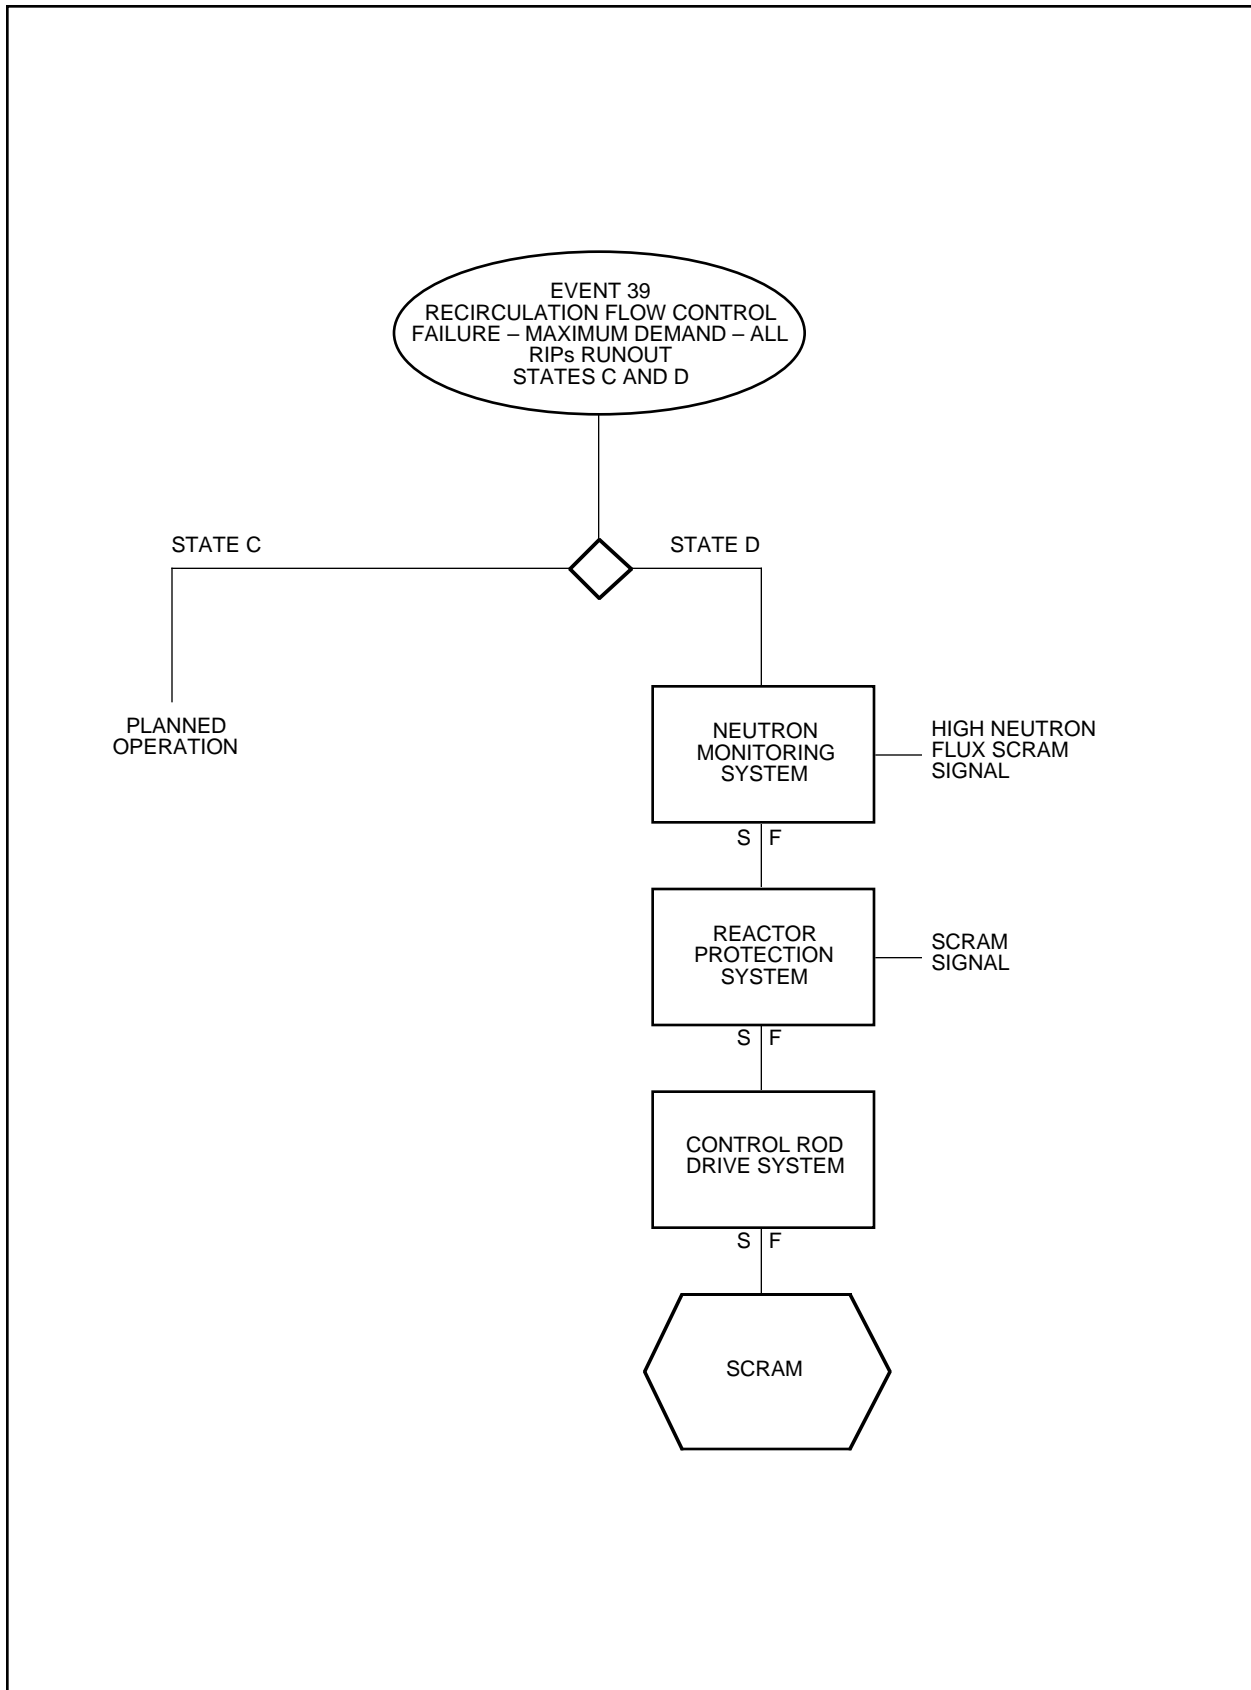 EVENT 39
RECIRCULATION FLOW CONTROL
FAILURE – MAXIMUM DEMAND – ALL
RIPs RUNOUT
STATES C AND D
STATE C
STATE D
PLANNED
OPERATION
NEUTRON
MONITORING
SYSTEM
HIGH NEUTRON
FLUX SCRAM
SIGNAL
S F
REACTOR
PROTECTION
SYSTEM
SCRAM
SIGNAL
S F
CONTROL ROD
DRIVE SYSTEM
S F
SCRAM